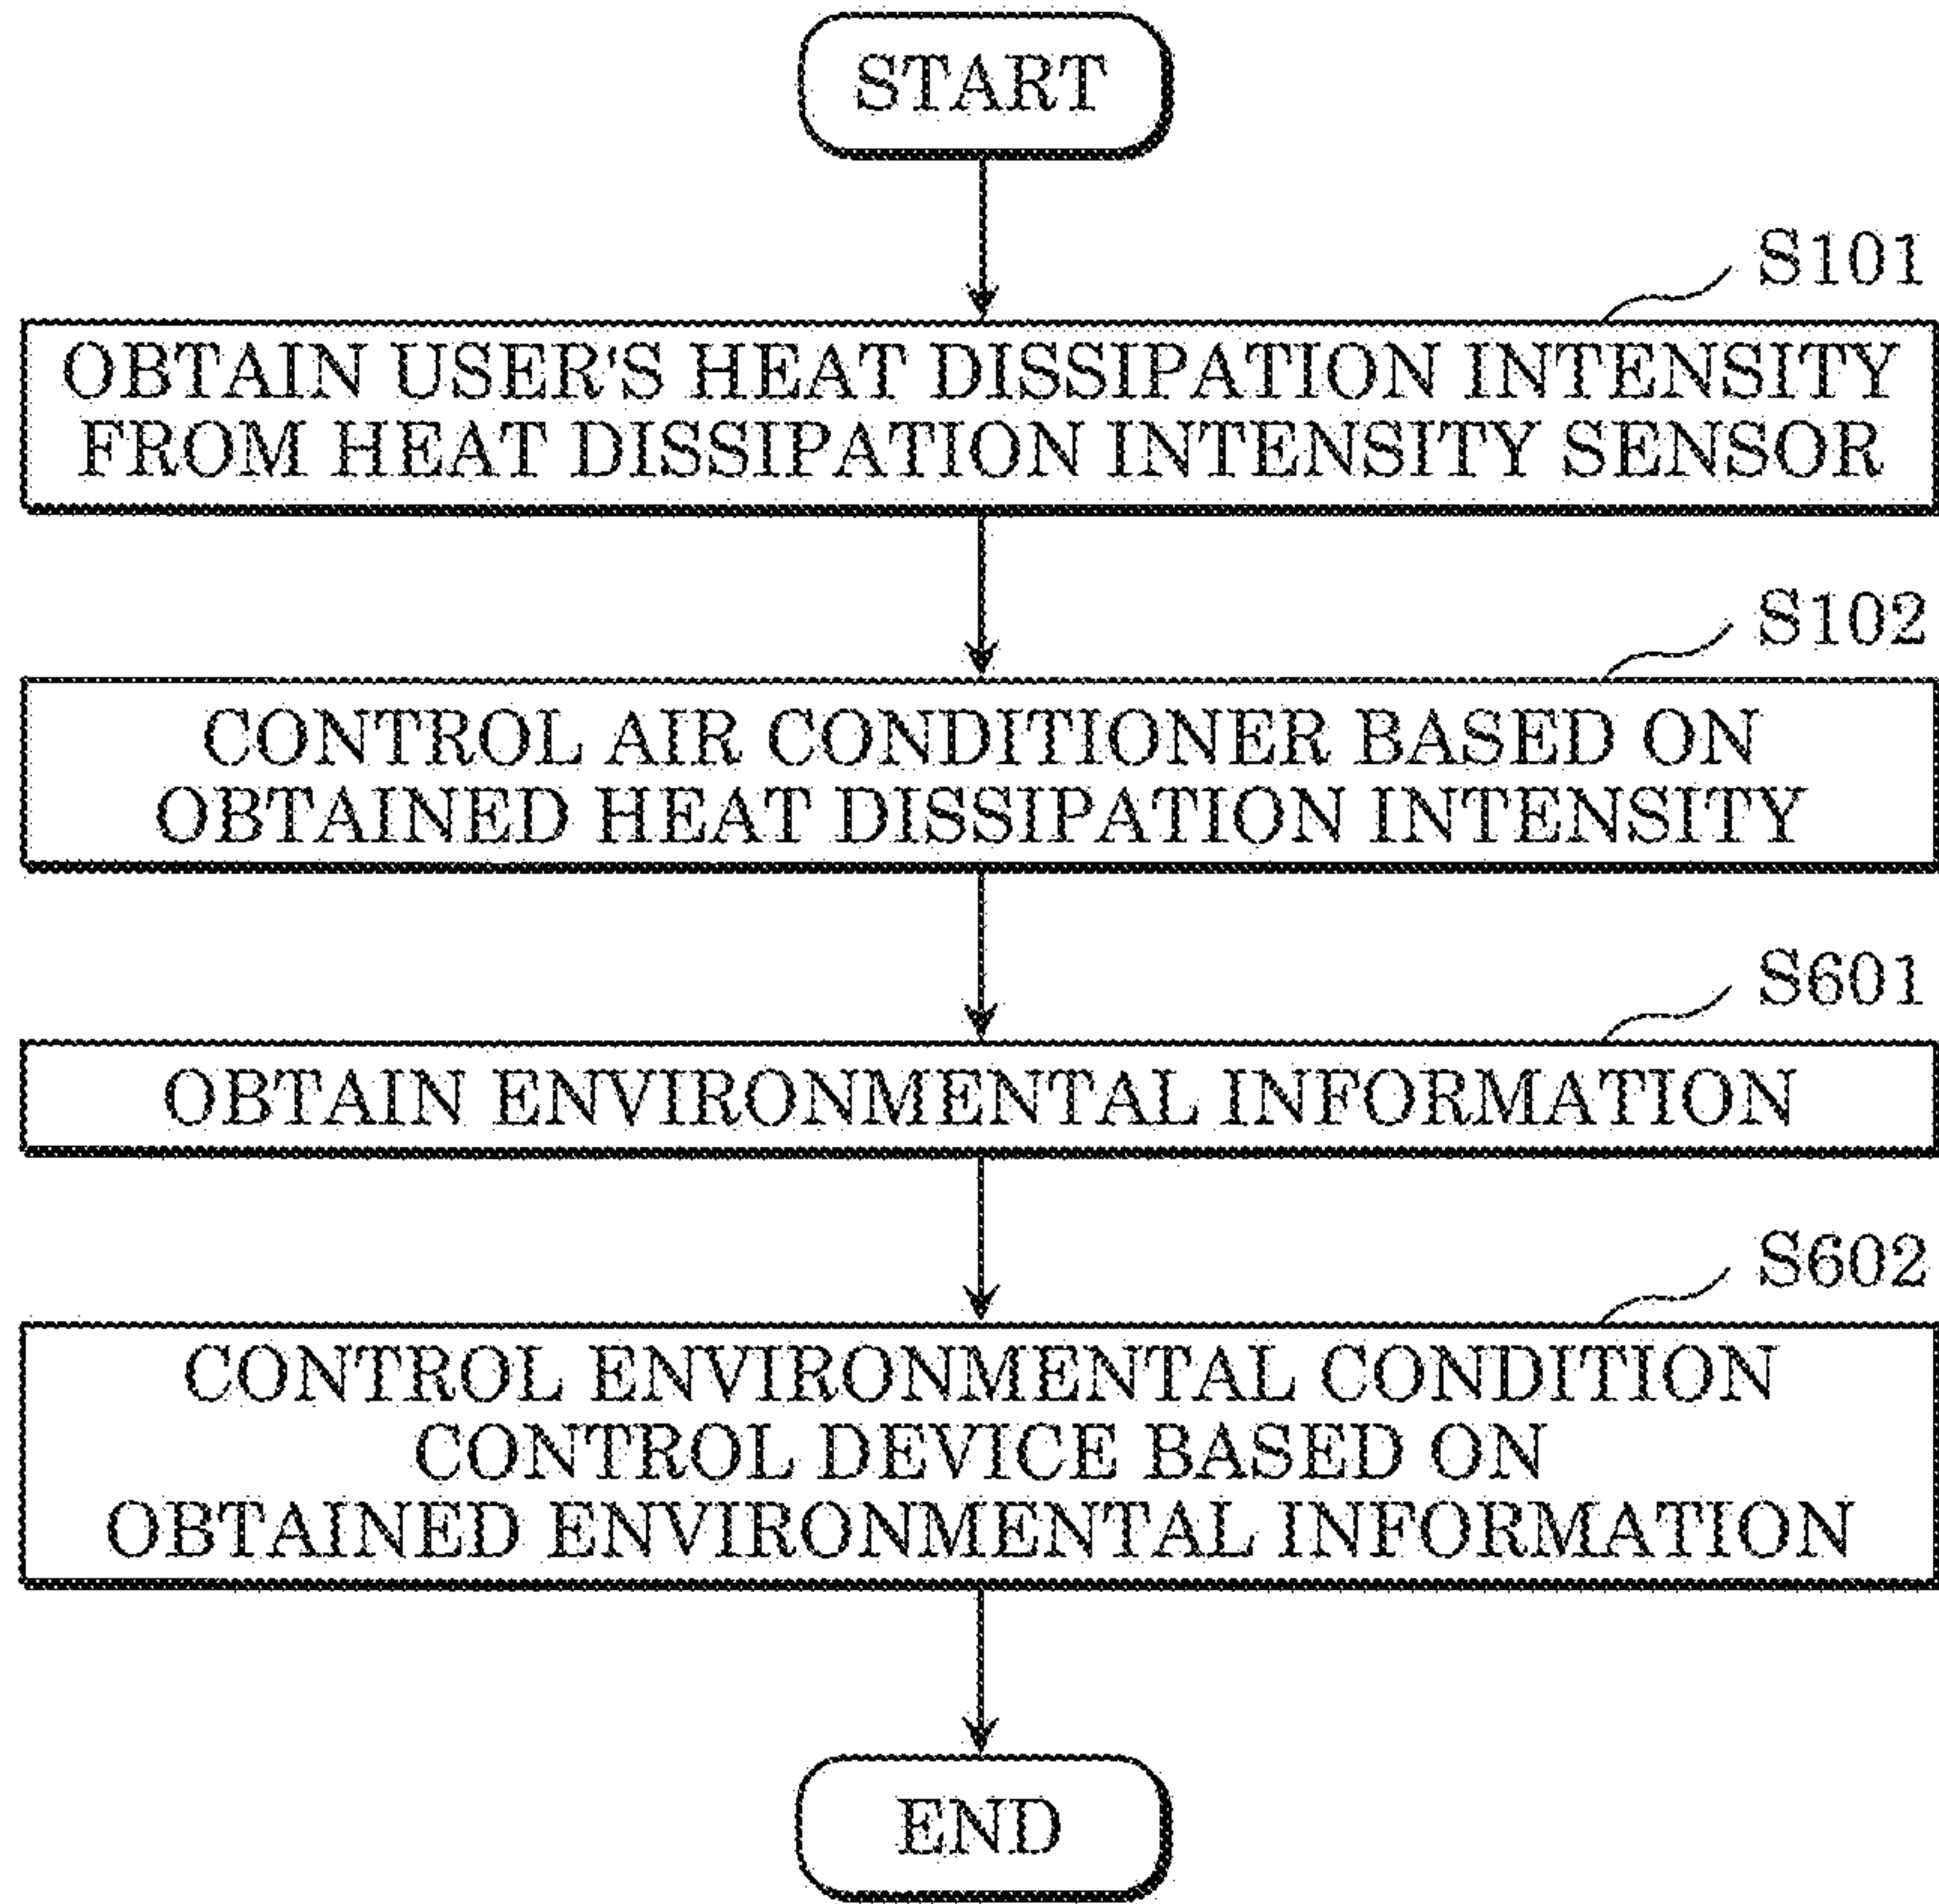 START
S101
OBTAIN USER'S HEAT DISSIPATION INTENSITY
FROM HEAT DISSIPATION INTENSITY SENSOR
S102
CONTROL AIR CONDITIONER BASED ON
OBTAINED HEAT DISSIPATION INTENSITY
S601
OBTAIN ENVIRONMENTAL INFORMATION
S602
CONTROL ENVIRONMENTAL CONDITION
CONTROL DEVICE BASED ON
OBTAINED ENVIRONMENTAL INFORMATION
END